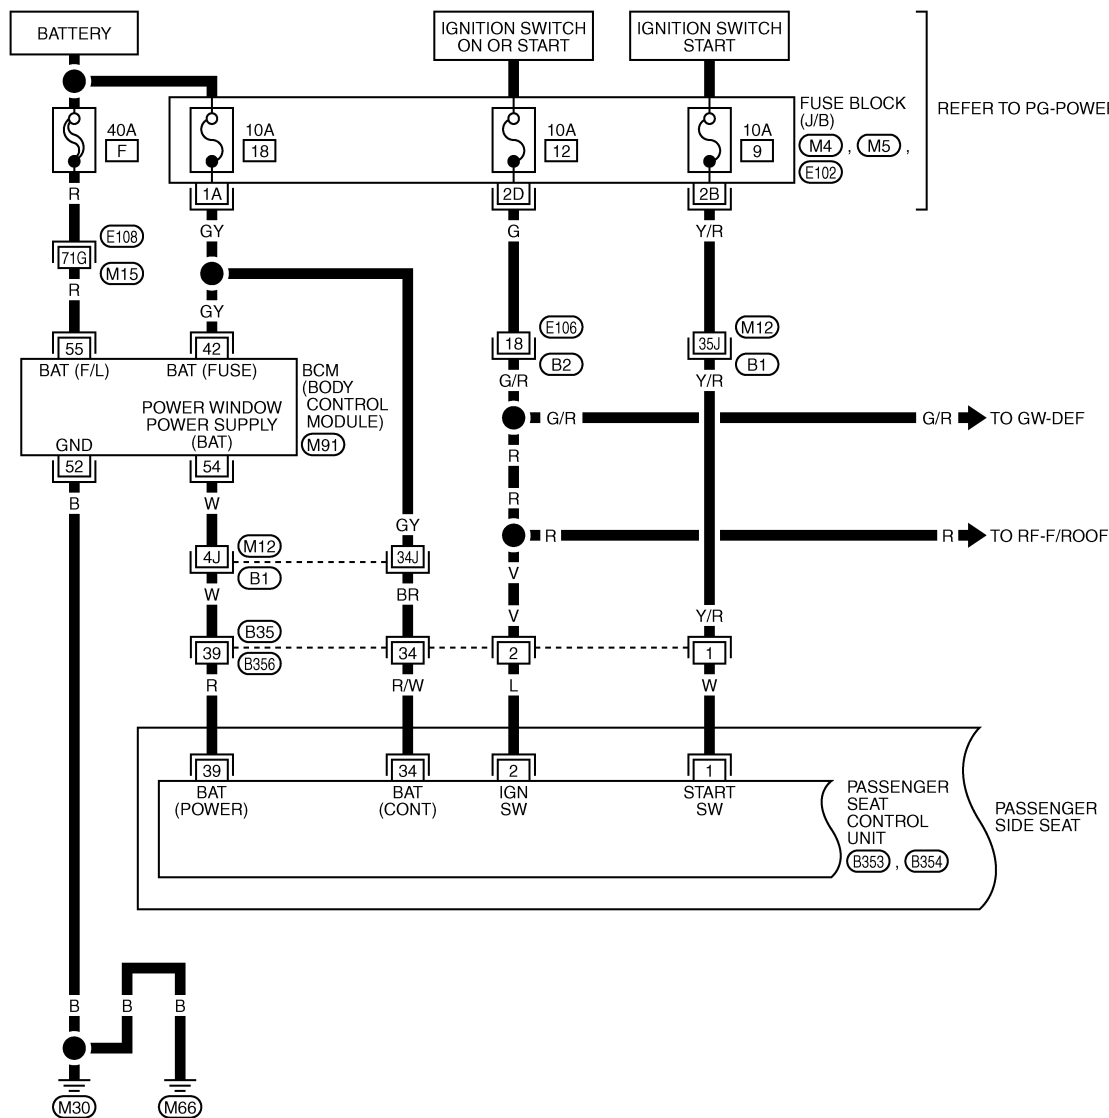 BATTERY
IGNITION SWITCH
ON OR START
IGNITION SWITCH
START
REFER TO PG-POWER
40A
F
10A
18
10A
12
10A
9
FUSE BLOCK
(J/B)
M4 , M5 ,
E102
R
1A
2D
2B
GY
G
Y/R
E108
71G
M15
R
GY
55
42
18
E106
B2
35J
M12
B1
BAT (F/L)
BAT (FUSE)
BCM
(BODY
CONTROL
MODULE)
M91
G/R
Y/R
POWER WINDOW
POWER SUPPLY
(BAT)
GND
G/R
G/R
TO GW-DEF
52
54
R
B
W
R
GY
R
R
TO RF-F/ROOF
4J
M12
B1
34J
V
W
BR
V
Y/R
39
B35
B356
34
2
1
R
R/W
L
W
39
34
2
1
BAT
(POWER)
BAT
(CONT)
IGN
SW
START
SW
PASSENGER
SEAT
CONTROL
UNIT
B353 , B354
PASSENGER
SIDE SEAT
B
B
B
M30
M66